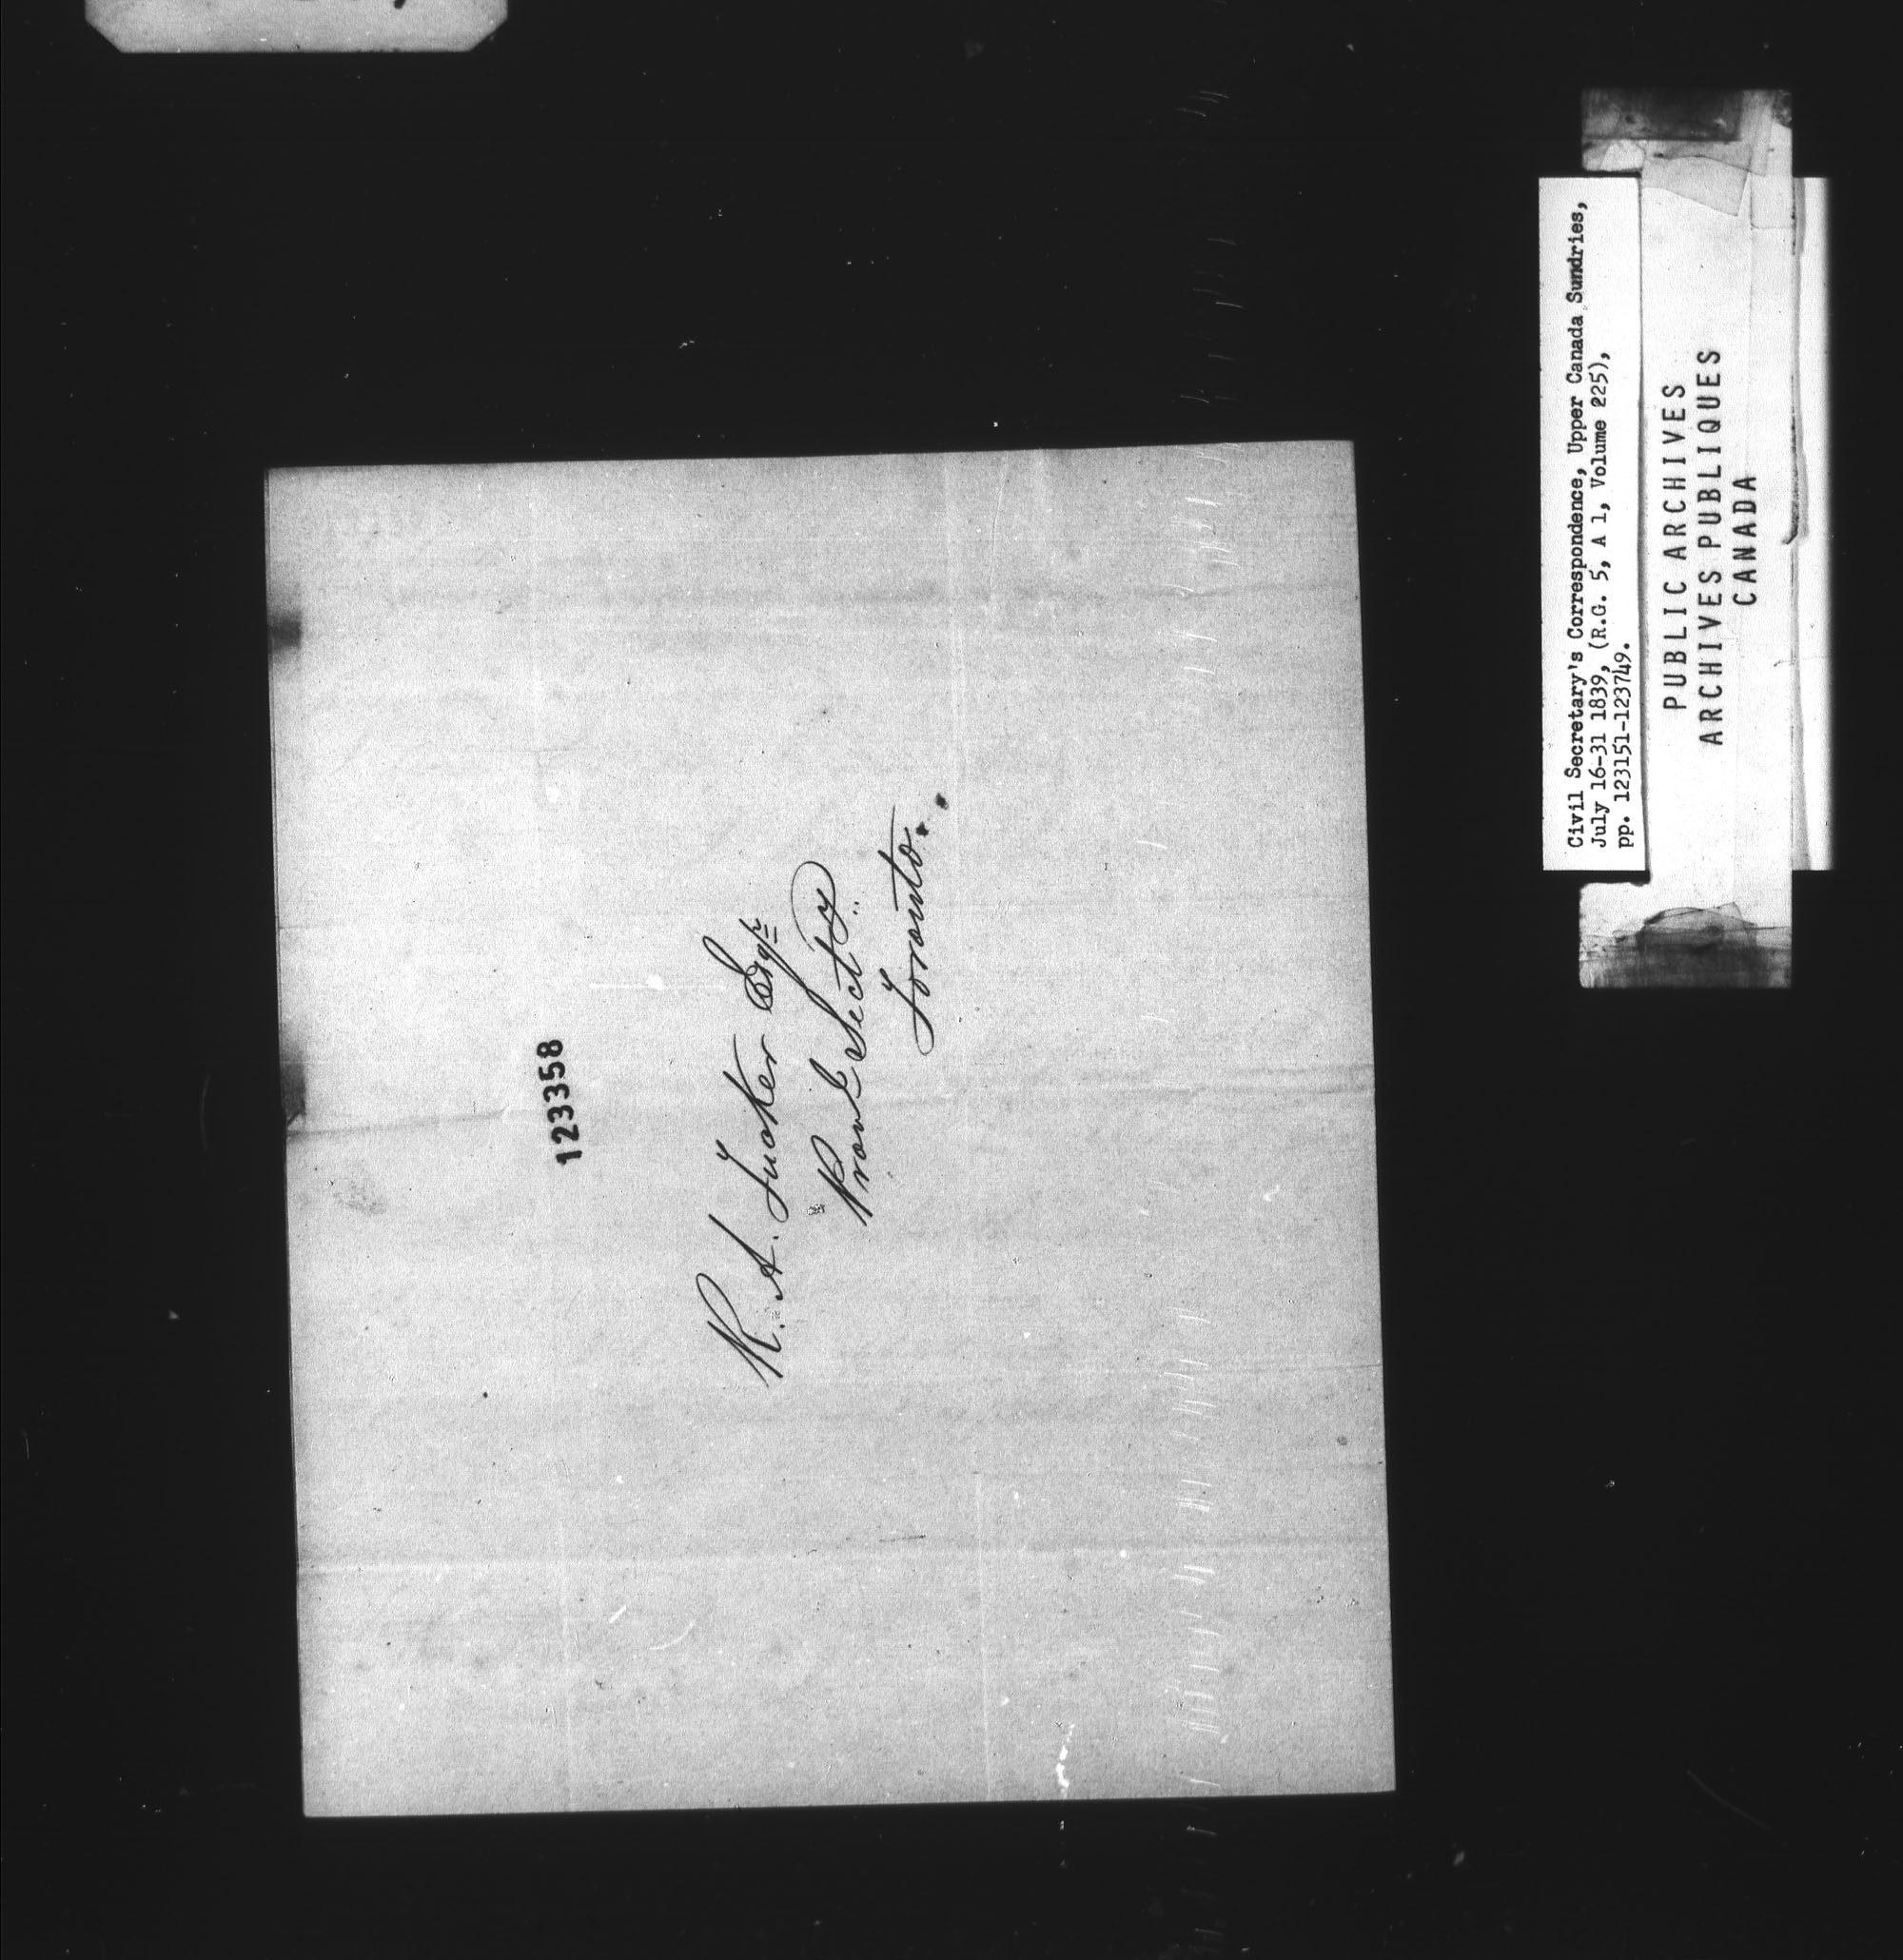 123358
R. A. Tucker Esqr
Provl Secty
Toronto.
Civil Secretary's Correspondence, Upper Canada Sundries,
July 16-31 1839, (R.G. 5, A 1, Volume 225),
pp. 123151-123749.
PUBLIC ARCHIVES
ARCHIVES PUBLIQUES
CANADA